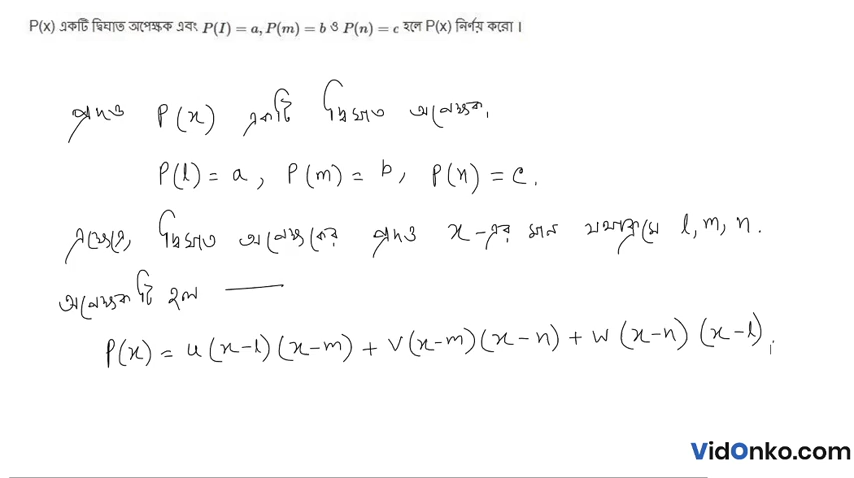 P(x) একটি দ্বিঘাত অপেক্ষক এবং P(I) = a, P(m) = b ও P(n) = c হলে P(x) নির্ণয় করো ।
প্রদত্ত P(x) একটি দ্বিঘাত অপেক্ষক।
P(l) = a, P(m) = b, P(n) = c.
এক্ষেত্রে, দ্বিঘাত অপেক্ষকের প্রদত্ত x-এর মান যথাক্রমে l, m, n.
অপেক্ষকটি হল —
P(x) = u(x-l)(x-m) + v(x-m)(x-n) + w(x-n)(x-l),
VidOnko.com